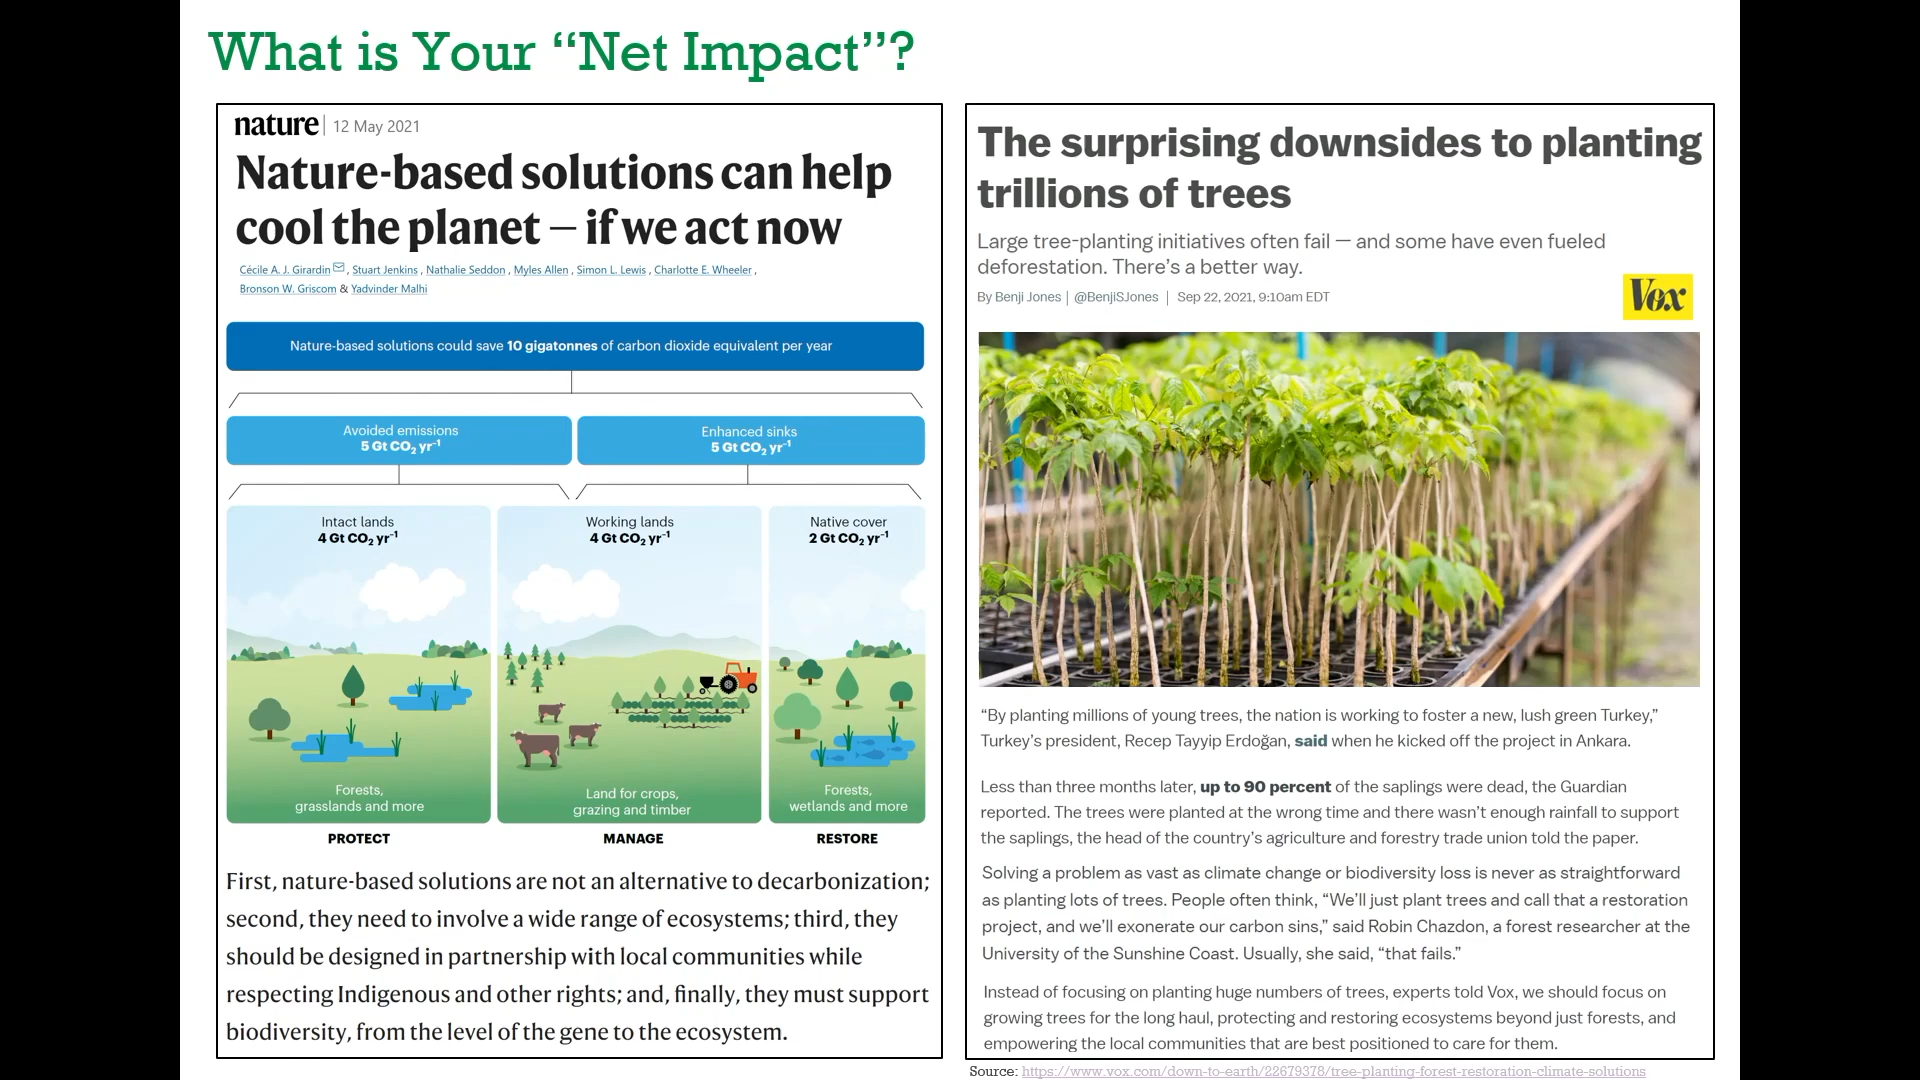 What is Your “Net Impact”?
nature | 12 May 2021
Nature-based solutions can help
cool the planet — if we act now
Cécile A. J. Girardin , Stuart Jenkins , Nathalie Seddon , Myles Allen , Simon L. Lewis , Charlotte E. Wheeler ,
Bronson W. Griscom & Yadvinder Malhi
Nature-based solutions could save 10 gigatonnes of carbon dioxide equivalent per year
Avoided emissions
5 Gt CO₂ yr⁻¹
Enhanced sinks
5 Gt CO₂ yr⁻¹
Intact lands
4 Gt CO₂ yr⁻¹
Forests,
grasslands and more
PROTECT
Working lands
4 Gt CO₂ yr⁻¹
Land for crops,
grazing and timber
MANAGE
Native cover
2 Gt CO₂ yr⁻¹
Forests,
wetlands and more
RESTORE
First, nature-based solutions are not an alternative to decarbonization;
second, they need to involve a wide range of ecosystems; third, they
should be designed in partnership with local communities while
respecting Indigenous and other rights; and, finally, they must support
biodiversity, from the level of the gene to the ecosystem.
The surprising downsides to planting
trillions of trees
Large tree-planting initiatives often fail — and some have even fueled
deforestation. There’s a better way.
By Benji Jones | @BenjiSJones | Sep 22, 2021, 9:10am EDT
Vox
“By planting millions of young trees, the nation is working to foster a new, lush green Turkey,”
Turkey’s president, Recep Tayyip Erdoğan, said when he kicked off the project in Ankara.
Less than three months later, up to 90 percent of the saplings were dead, the Guardian
reported. The trees were planted at the wrong time and there wasn’t enough rainfall to support
the saplings, the head of the country’s agriculture and forestry trade union told the paper.
Solving a problem as vast as climate change or biodiversity loss is never as straightforward
as planting lots of trees. People often think, “We’ll just plant trees and call that a restoration
project, and we’ll exonerate our carbon sins,” said Robin Chazdon, a forest researcher at the
University of the Sunshine Coast. Usually, she said, “that fails.”
Instead of focusing on planting huge numbers of trees, experts told Vox, we should focus on
growing trees for the long haul, protecting and restoring ecosystems beyond just forests, and
empowering the local communities that are best positioned to care for them.
Source: https://www.vox.com/down-to-earth/22679378/tree-planting-forest-restoration-climate-solutions